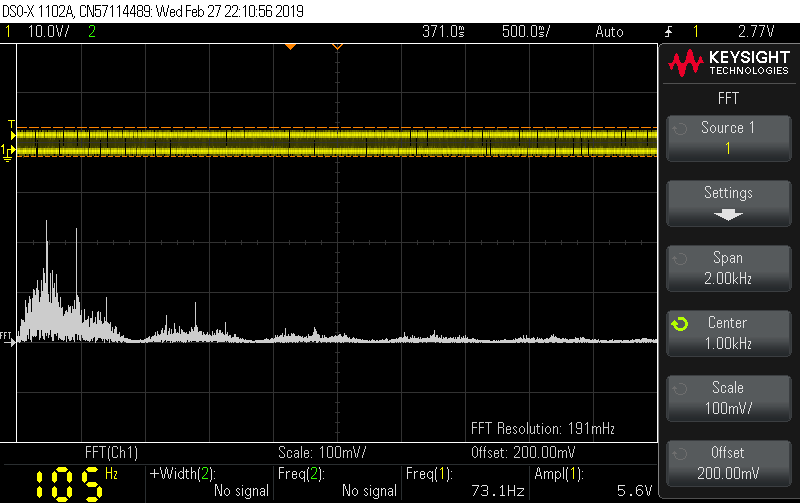 DSO-X 1102A, CN57114489: Wed Feb 27 22:10:56 2019
1 10.0V/ 2 371.0s 500.0s/ Auto 1 2.77V
KEYSIGHT
TECHNOLOGIES
FFT
Source 1
1
Settings
Span
2.00kHz
Center
1.00kHz
Scale
100mV/
Offset
200.00mV
T
1
FFT
FFT Resolution: 191mHz
FFT(Ch1) Scale: 100mV/ Offset: 200.00mV
105 Hz
+Width(2): Freq(2): Freq(1): Ampl(1):
No signal No signal 73.1Hz 5.6V